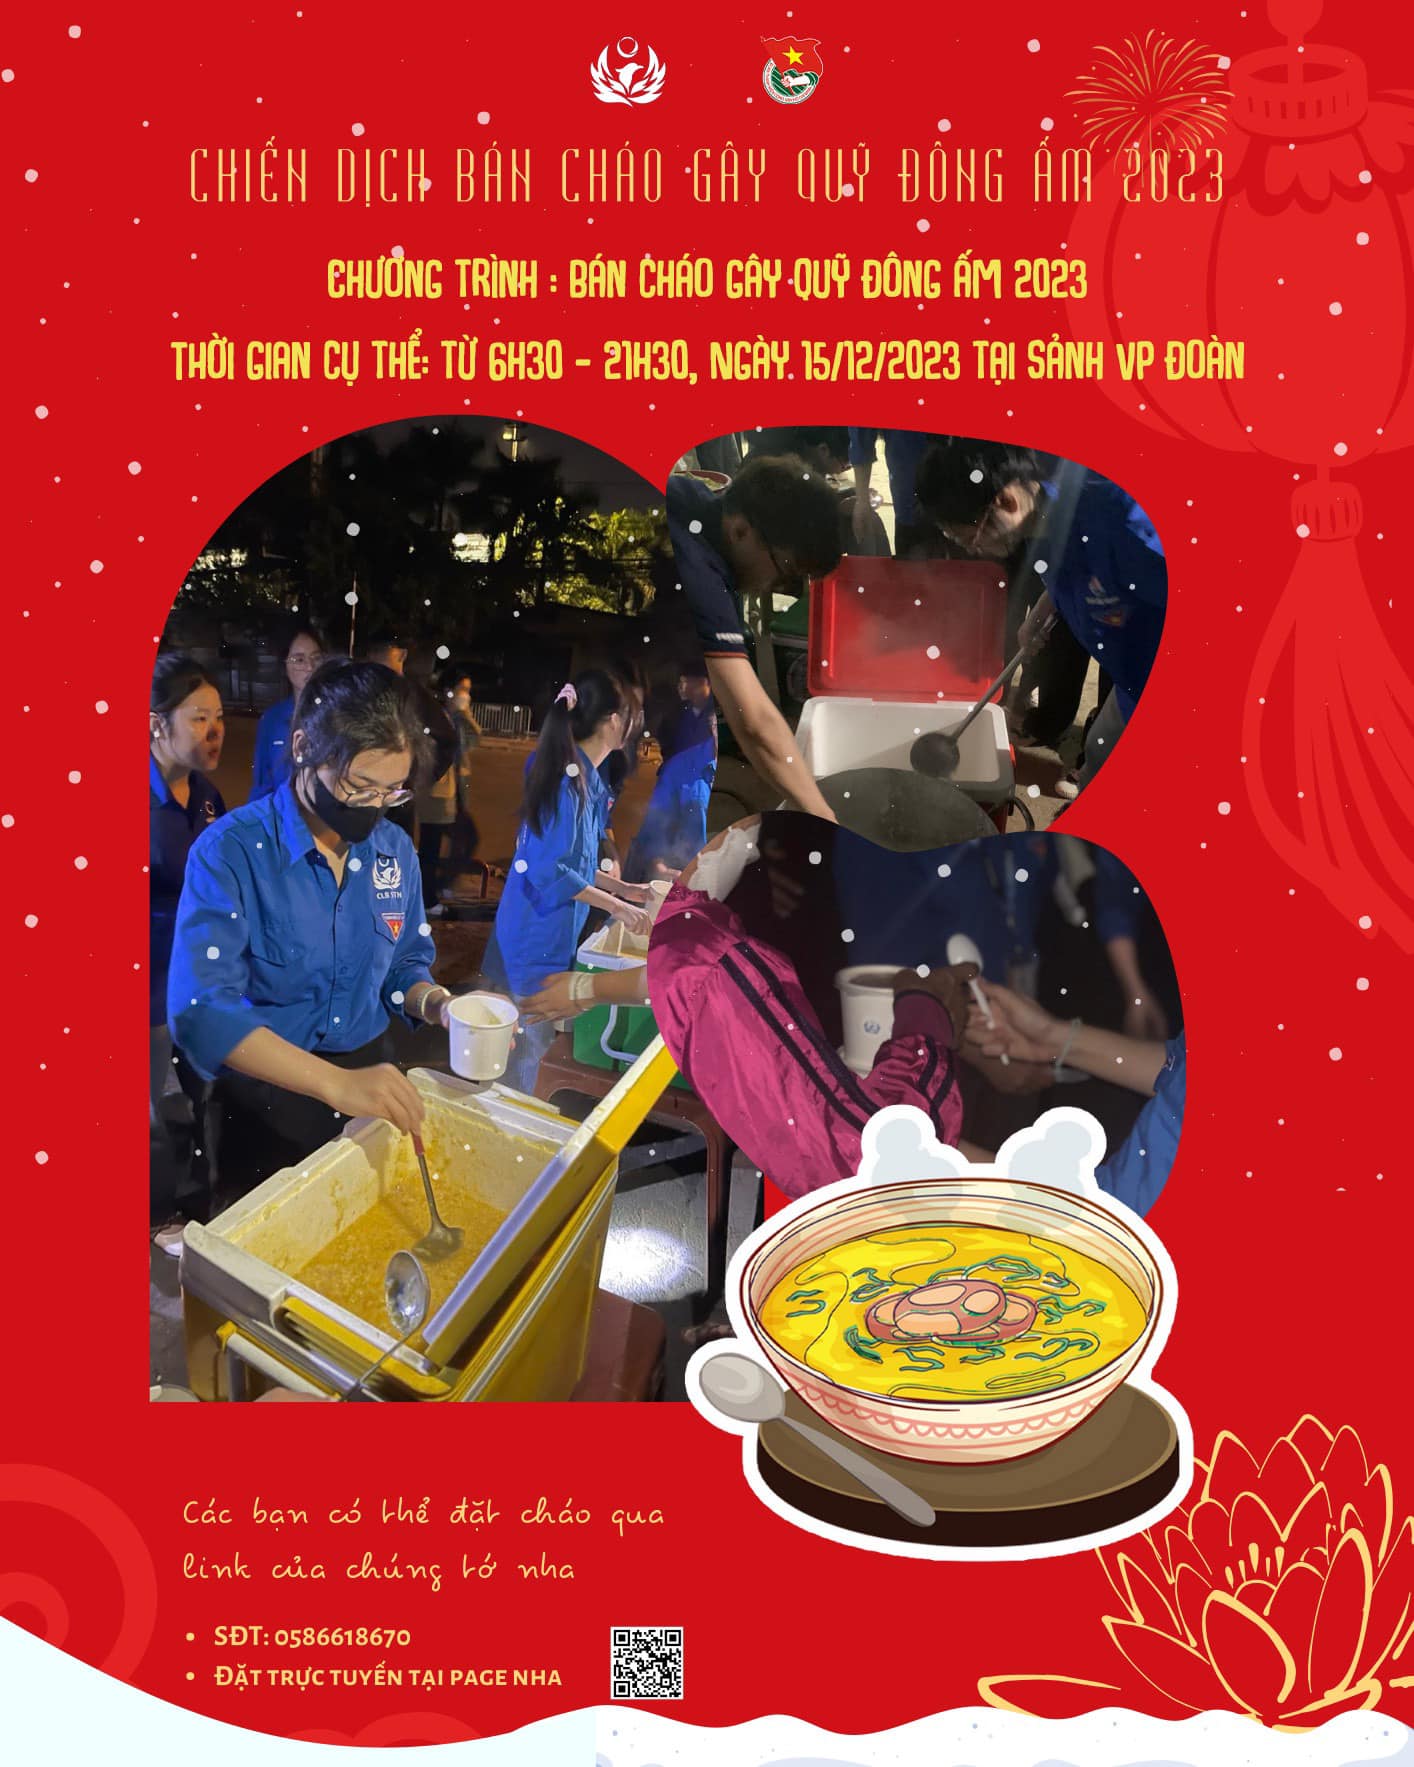 CHIẾN DỊCH BÁN CHÁO GÂY QUỸ ĐÔNG ẤM 2023
CHƯƠNG TRÌNH : BÁN CHÁO GÂY QUỸ ĐÔNG ẤM 2023
THỜI GIAN CỤ THỂ: TỪ 6H30 - 21H30, NGÀY 15/12/2023 TẠI SẢNH VP ĐOÀN
CLB STN
Các bạn có thể đặt cháo qua
link của chúng tớ nha
• SĐT: 0586618670
• ĐẶT TRỰC TUYẾN TẠI PAGE NHA